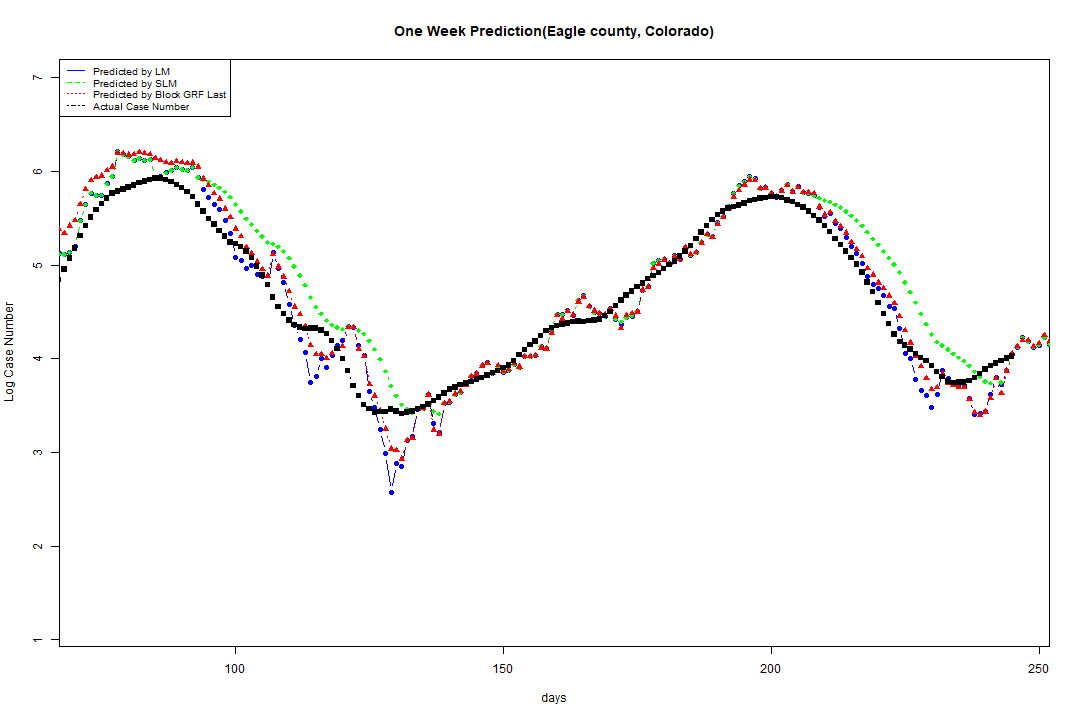 One Week Prediction(Eagle county, Colorado)
Predicted by LM
Predicted by SLM
Predicted by Block GRF Last
Actual Case Number
7
6
5
4
3
2
1
Log Case Number
100 150 200 250
days